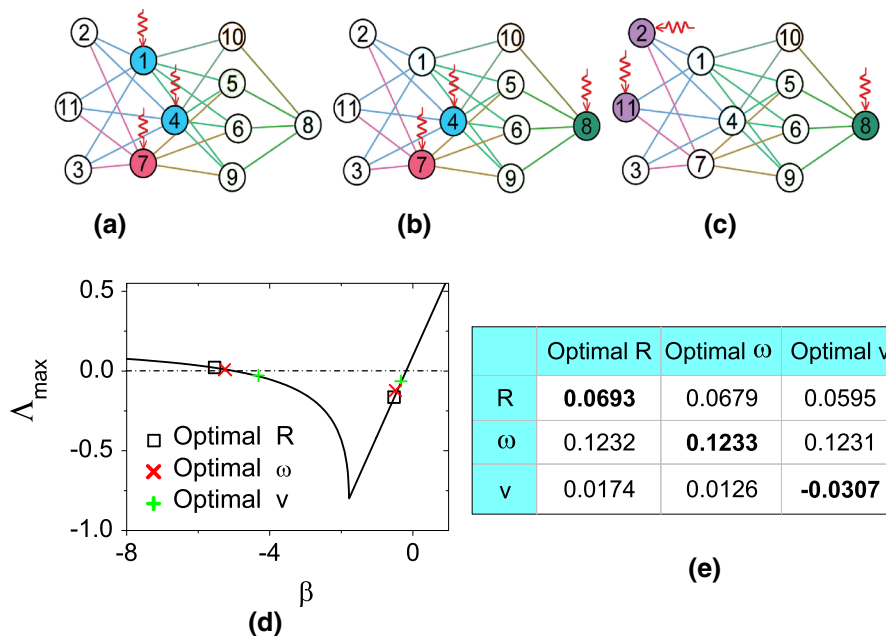 2 1 10 5 11 4 6 8 3 7 9
2 1 10 5 11 4 6 8 3 7 9
2 1 10 5 11 4 6 8 3 7 9
(a) (b) (c)
0.5
0.0
-0.5
-1.0
Λmax
□ Optimal R
× Optimal ω
+ Optimal v
-8 -4 0
β
(d)
Optimal R Optimal ω Optimal v
R 0.0693 0.0679 0.0595
ω 0.1232 0.1233 0.1231
v 0.0174 0.0126 -0.0307
(e)